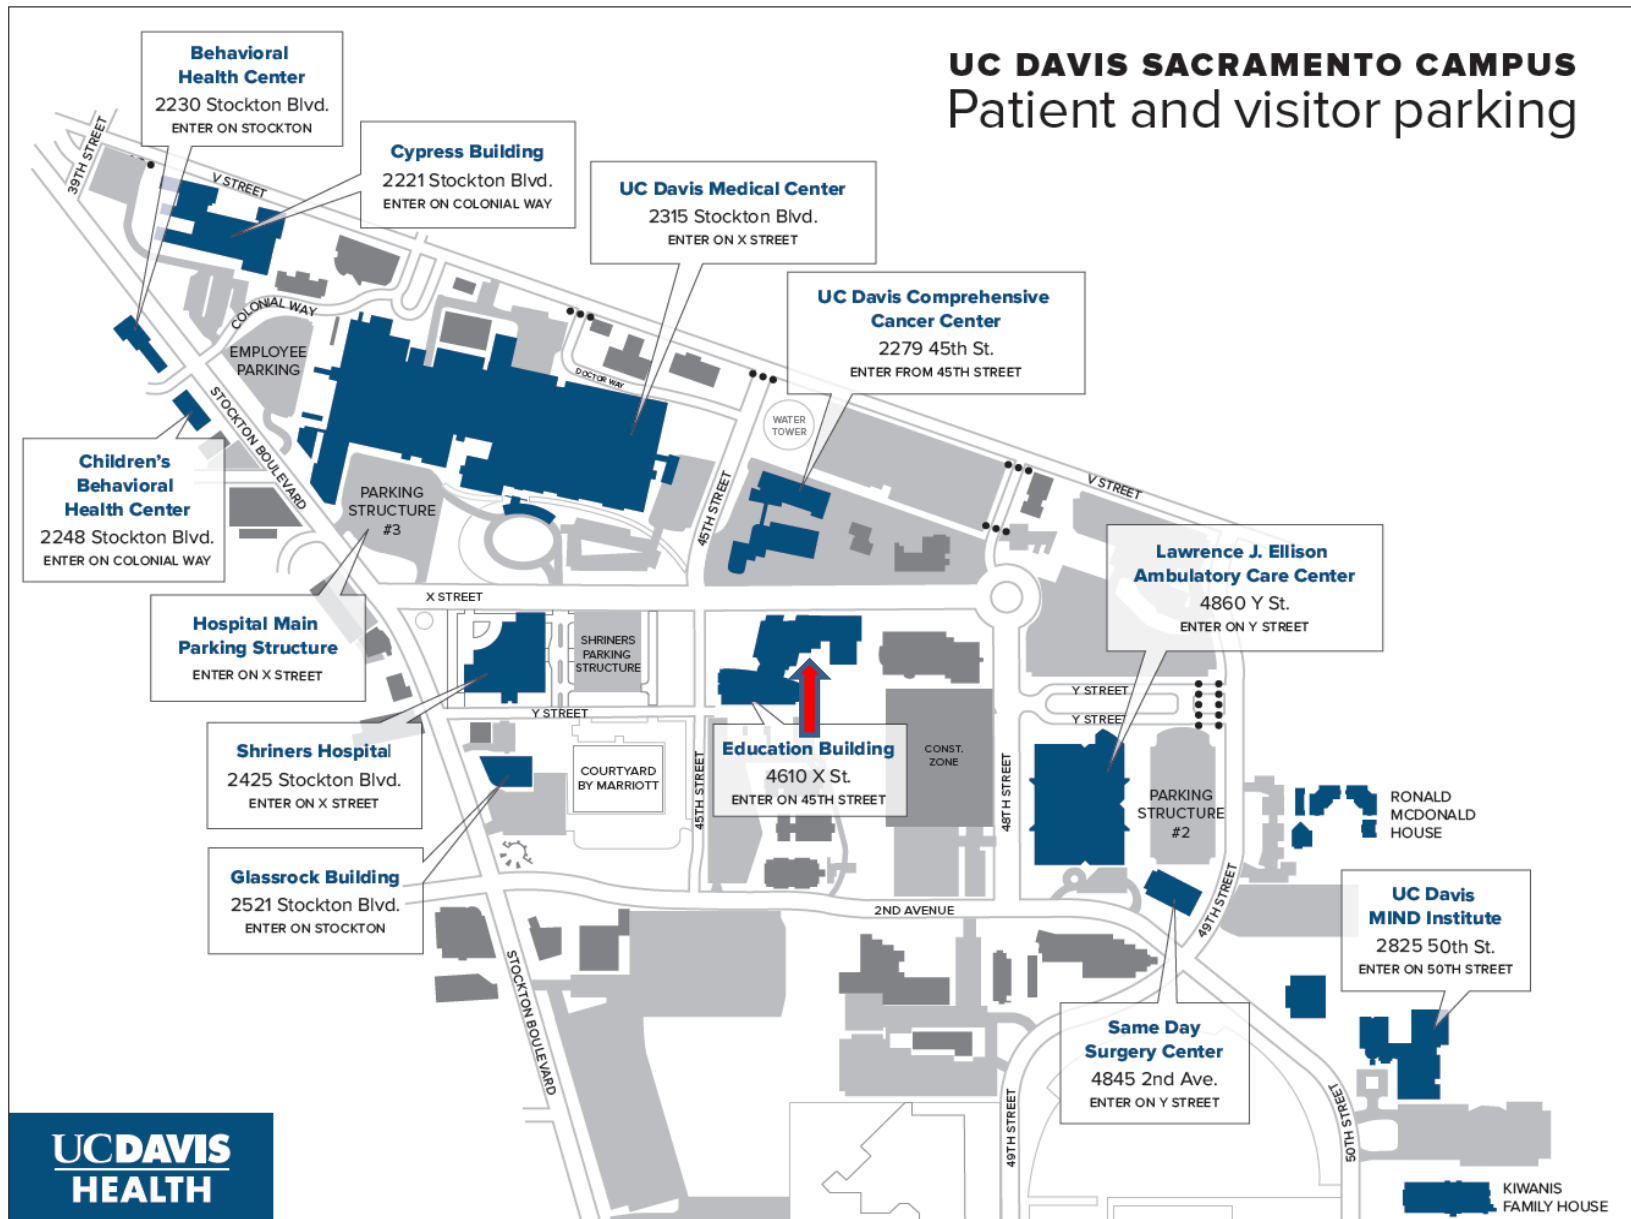 UC DAVIS SACRAMENTO CAMPUS
Patient and visitor parking
Behavioral
Health Center
2230 Stockton Blvd.
ENTER ON STOCKTON
Cypress Building
2221 Stockton Blvd.
ENTER ON COLONIAL WAY
UC Davis Medical Center
2315 Stockton Blvd.
ENTER ON X STREET
UC Davis Comprehensive
Cancer Center
2279 45th St.
ENTER FROM 45TH STREET
39TH STREET
V STREET
COLONIAL WAY
EMPLOYEE
PARKING
DOCTOR WAY
WATER
TOWER
STOCKTON BOULEVARD
45TH STREET
V STREET
Children's
Behavioral
Health Center
2248 Stockton Blvd.
ENTER ON COLONIAL WAY
PARKING
STRUCTURE
#3
Lawrence J. Ellison
Ambulatory Care Center
4860 Y St.
ENTER ON Y STREET
X STREET
Hospital Main
Parking Structure
ENTER ON X STREET
SHRINERS
PARKING
STRUCTURE
Y STREET
Y STREET
Y STREET
Shriners Hospital
2425 Stockton Blvd.
ENTER ON X STREET
COURTYARD
BY MARRIOTT
45TH STREET
Education Building
4610 X St.
ENTER ON 45TH STREET
CONST.
ZONE
48TH STREET
PARKING
STRUCTURE
#2
RONALD
MCDONALD
HOUSE
Glassrock Building
2521 Stockton Blvd.
ENTER ON STOCKTON
2ND AVENUE
49TH STREET
UC Davis
MIND Institute
2825 50th St.
ENTER ON 50TH STREET
STOCKTON BOULEVARD
Same Day
Surgery Center
4845 2nd Ave.
ENTER ON Y STREET
49TH STREET
50TH STREET
UCDAVIS
HEALTH
KIWANIS
FAMILY HOUSE